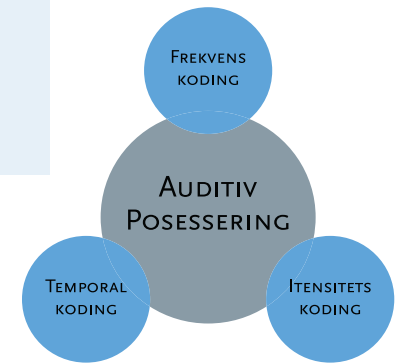 Frekvens
koding
Auditiv
Posessering
Temporal
koding
Itensitets
koding